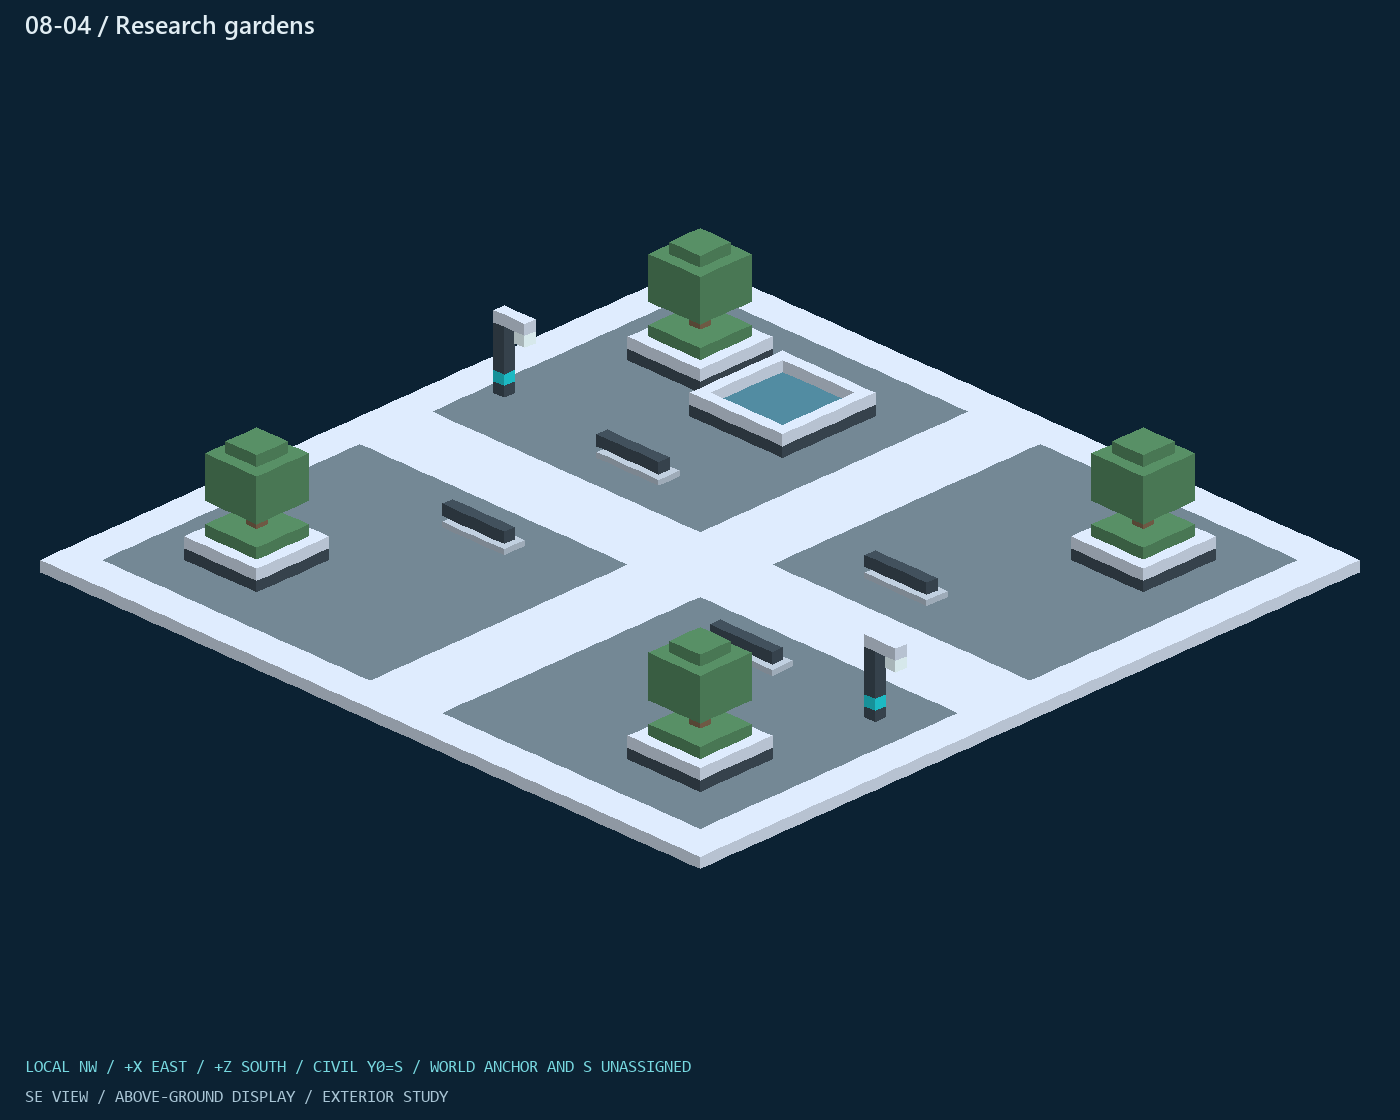 08-04 / Research gardens
LOCAL NW / +X EAST / +Z SOUTH / CIVIL Y0=S / WORLD ANCHOR AND S UNASSIGNED
SE VIEW / ABOVE-GROUND DISPLAY / EXTERIOR STUDY